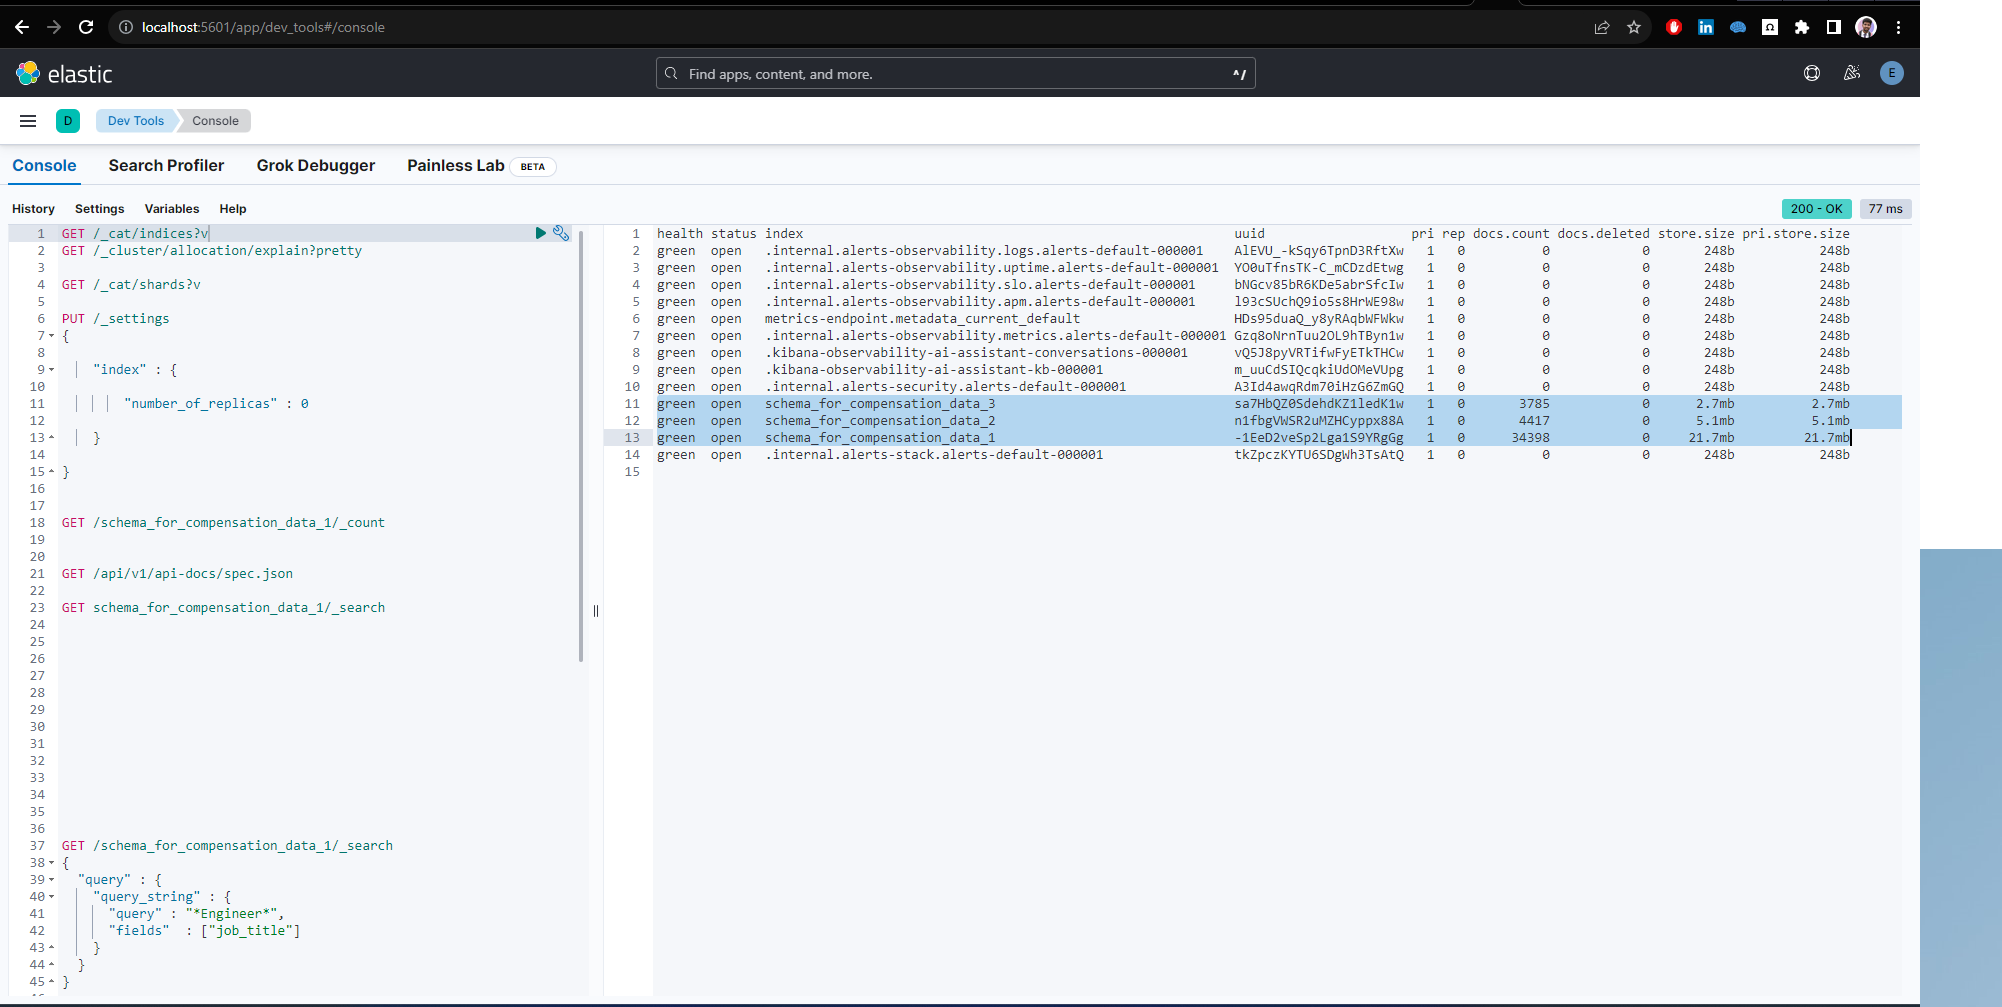 localhost:5601/app/dev_tools#/console
elastic
Find apps, content, and more.
^/
E
D
Dev Tools
Console
Console
Search Profiler
Grok Debugger
Painless Lab
BETA
History
Settings
Variables
Help
200 - OK
77 ms
1 GET /_cat/indices?v
2 GET /_cluster/allocation/explain?pretty
3
4 GET /_cat/shards?v
5
6 PUT /_settings
7 {
8
9 "index" : {
10
11 "number_of_replicas" : 0
12
13 }
14
15 }
16
17
18 GET /schema_for_compensation_data_1/_count
19
20
21 GET /api/v1/api-docs/spec.json
22
23 GET schema_for_compensation_data_1/_search
24
25
26
27
28
29
30
31
32
33
34
35
36
37 GET /schema_for_compensation_data_1/_search
38 {
39 "query" : {
40 "query_string" : {
41 "query" : "*Engineer*",
42 "fields" : ["job_title"]
43 }
44 }
45 }
1 health status index uuid pri rep docs.count docs.deleted store.size pri.store.size
2 green open .internal.alerts-observability.logs.alerts-default-000001 AlEVU_-kSqy6TpnD3RftXw 1 0 0 0 248b 248b
3 green open .internal.alerts-observability.uptime.alerts-default-000001 YO0uTfnsTK-C_mCDzdEtwg 1 0 0 0 248b 248b
4 green open .internal.alerts-observability.slo.alerts-default-000001 bNGcv85bR6KDe5abrSfcIw 1 0 0 0 248b 248b
5 green open .internal.alerts-observability.apm.alerts-default-000001 l93cSUchQ9io5s8HrWE98w 1 0 0 0 248b 248b
6 green open metrics-endpoint.metadata_current_default HDs95duaQ_y8yRAqbWFWkw 1 0 0 0 248b 248b
7 green open .internal.alerts-observability.metrics.alerts-default-000001 Gzq8oNrnTuu2OL9hTByn1w 1 0 0 0 248b 248b
8 green open .kibana-observability-ai-assistant-conversations-000001 vQ5J8pyVRTifwFyETkTHCw 1 0 0 0 248b 248b
9 green open .kibana-observability-ai-assistant-kb-000001 m_uuCdSIQcqkiUdOMeVUpg 1 0 0 0 248b 248b
10 green open .internal.alerts-security.alerts-default-000001 A3Id4awqRdm70iHzG6ZmGQ 1 0 0 0 248b 248b
11 green open schema_for_compensation_data_3 sa7HbQZ0SdehdKZ1ledK1w 1 0 3785 0 2.7mb 2.7mb
12 green open schema_for_compensation_data_2 n1fbgVWSR2uMZHCyppx88A 1 0 4417 0 5.1mb 5.1mb
13 green open schema_for_compensation_data_1 -1EeD2veSp2Lga1S9YRgGg 1 0 34398 0 21.7mb 21.7mb
14 green open .internal.alerts-stack.alerts-default-000001 tkZpczKYTU6SDgWh3TsAtQ 1 0 0 0 248b 248b
15